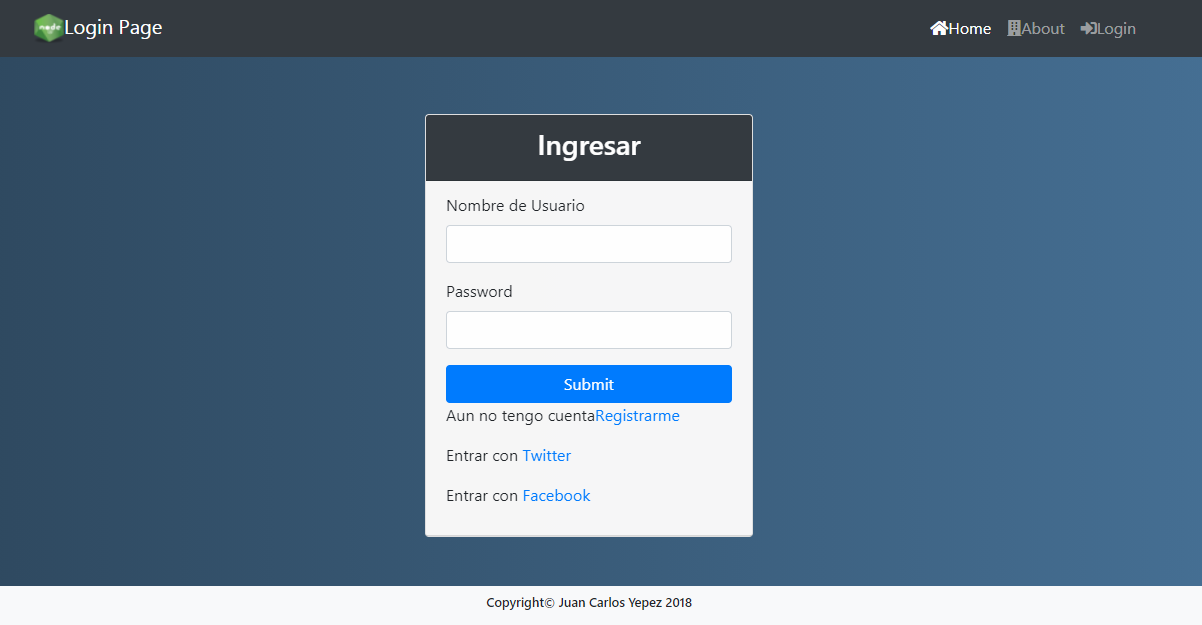 node
Login Page
Home About Login
Ingresar
Nombre de Usuario
Password
Submit
Aun no tengo cuentaRegistrarme
Entrar con Twitter
Entrar con Facebook
Copyright© Juan Carlos Yepez 2018